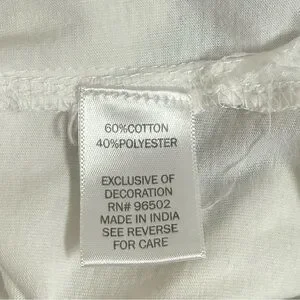 60%COTTON
40%POLYESTER
EXCLUSIVE OF
DECORATION
RN# 96502
MADE IN INDIA
SEE REVERSE
FOR CARE